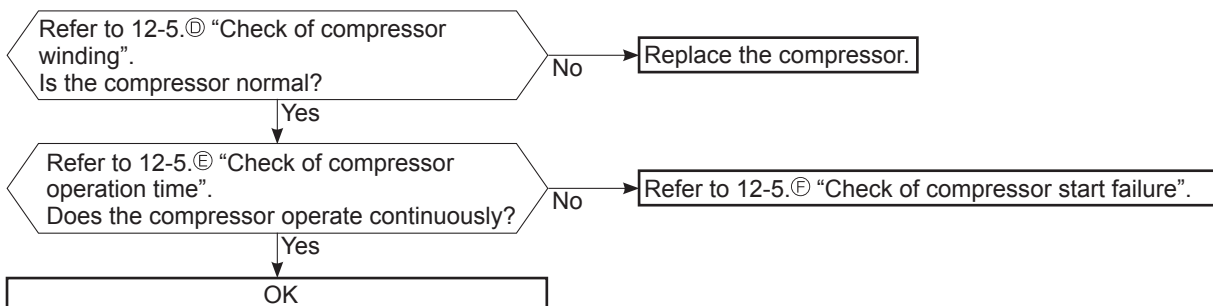 Refer to 12-5.Ⓓ “Check of compressor
winding”.
Is the compressor normal?
No
Replace the compressor.
Yes
Refer to 12-5.Ⓔ “Check of compressor
operation time”.
Does the compressor operate continuously?
No
Refer to 12-5.Ⓕ “Check of compressor start failure”.
Yes
OK